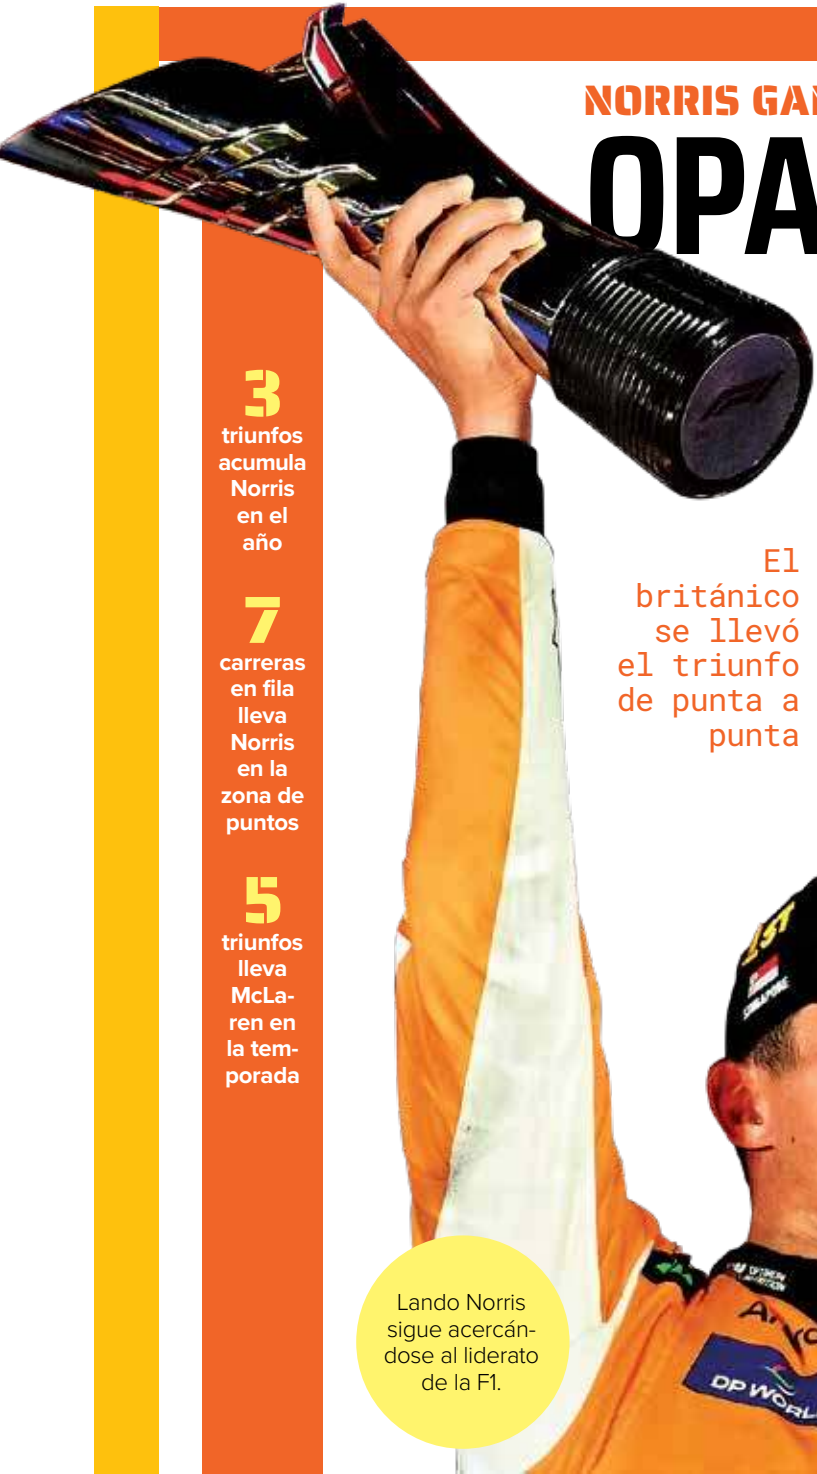 NORRIS GAN
OPA
3
triunfos
acumula
Norris
en el
año
7
carreras
en fila
lleva
Norris
en la
zona de
puntos
5
triunfos
lleva
McLa-
ren en
la tem-
porada
El
británico
se llevó
el triunfo
de punta a
punta
1ST
SINGAPORE
Lando Norris
sigue acercán-
dose al liderato
de la F1.
DP WORL